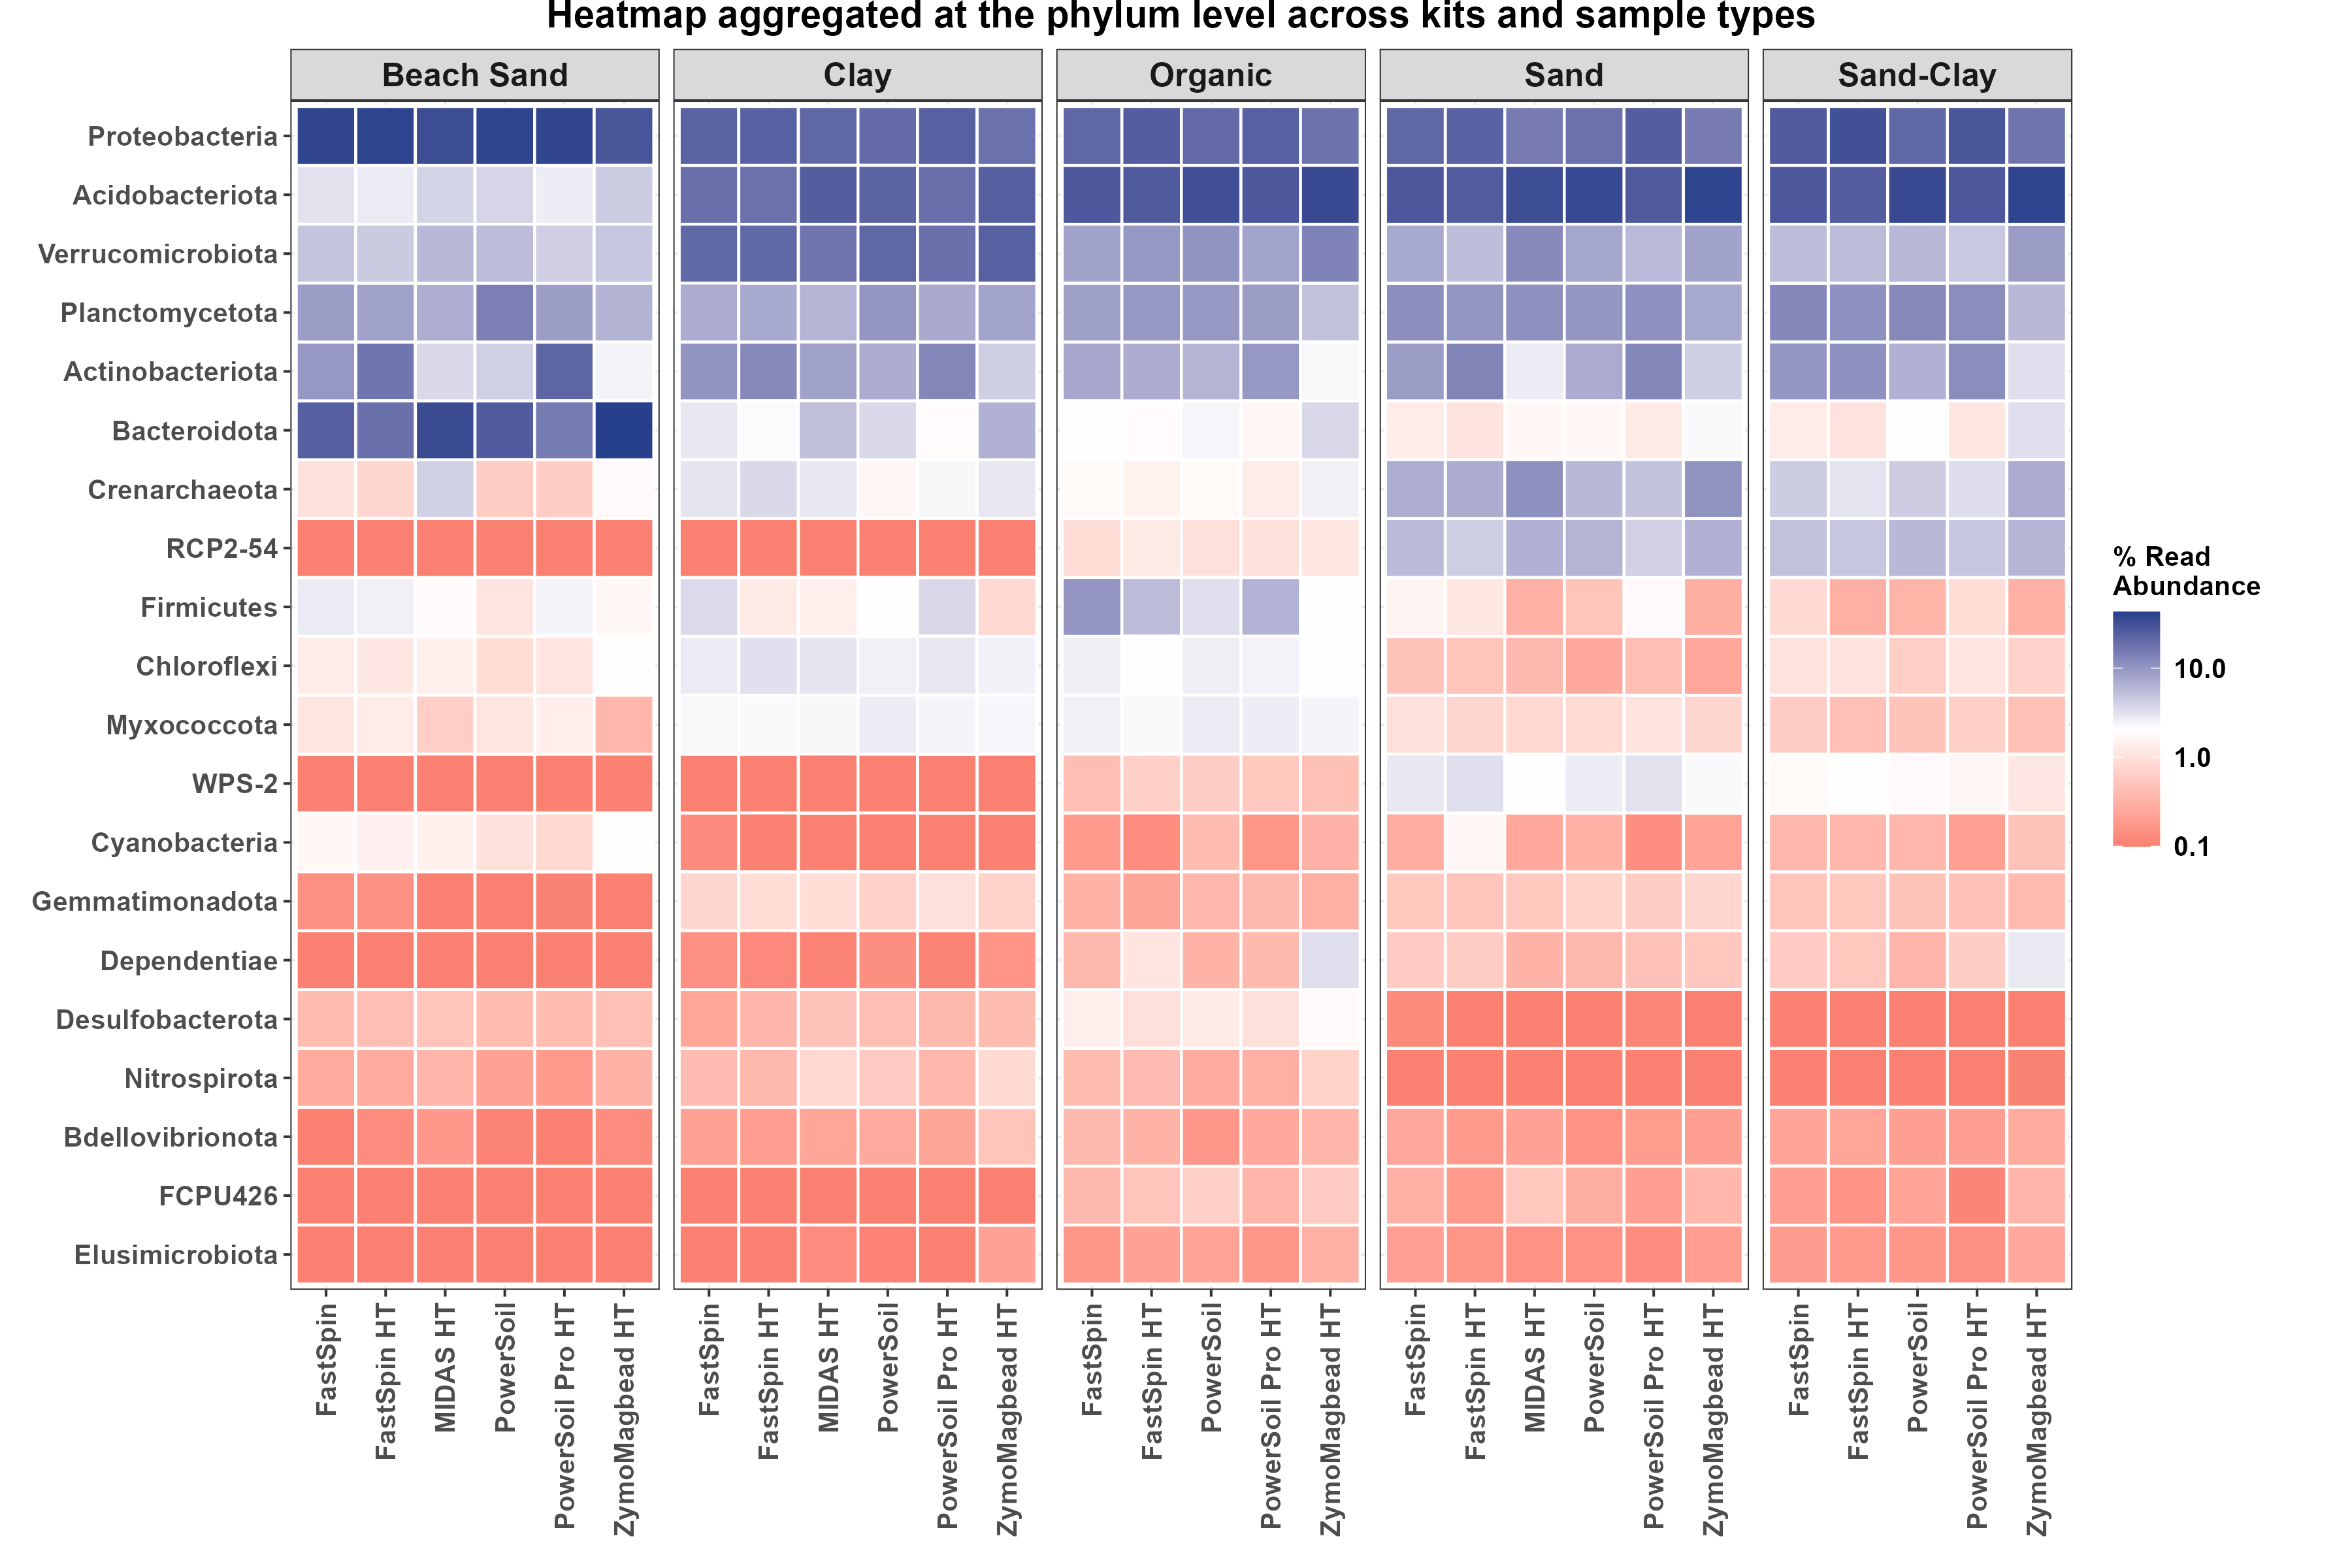 Heatmap aggregated at the phylum level across kits and sample types
Beach Sand
Clay
Organic
Sand
Sand-Clay
Proteobacteria
Acidobacteriota
Verrucomicrobiota
Planctomycetota
Actinobacteriota
Bacteroidota
Crenarchaeota
RCP2-54
Firmicutes
Chloroflexi
Myxococcota
WPS-2
Cyanobacteria
Gemmatimonadota
Dependentiae
Desulfobacterota
Nitrospirota
Bdellovibrionota
FCPU426
Elusimicrobiota
% Read
Abundance
10.0
1.0
0.1
FastSpin
FastSpin HT
MIDAS HT
PowerSoil
PowerSoil Pro HT
ZymoMagbead HT
FastSpin
FastSpin HT
MIDAS HT
PowerSoil
PowerSoil Pro HT
ZymoMagbead HT
FastSpin
FastSpin HT
PowerSoil
PowerSoil Pro HT
ZymoMagbead HT
FastSpin
FastSpin HT
MIDAS HT
PowerSoil
PowerSoil Pro HT
ZymoMagbead HT
FastSpin
FastSpin HT
PowerSoil
PowerSoil Pro HT
ZymoMagbead HT